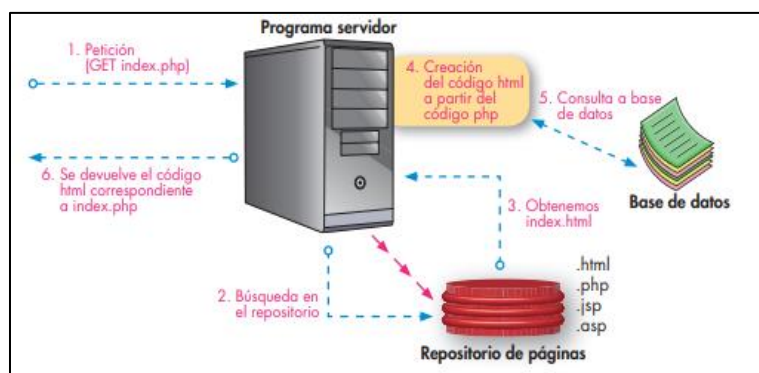 Programa servidor
1. Petición
(GET index.php)
4. Creación
del código html
a partir del
código php
5. Consulta a base
de datos
6. Se devuelve el código
html correspondiente
a index.php
Base de datos
3. Obtenemos
index.html
2. Búsqueda en
el repositorio
.html
.php
.jsp
.asp
Repositorio de páginas